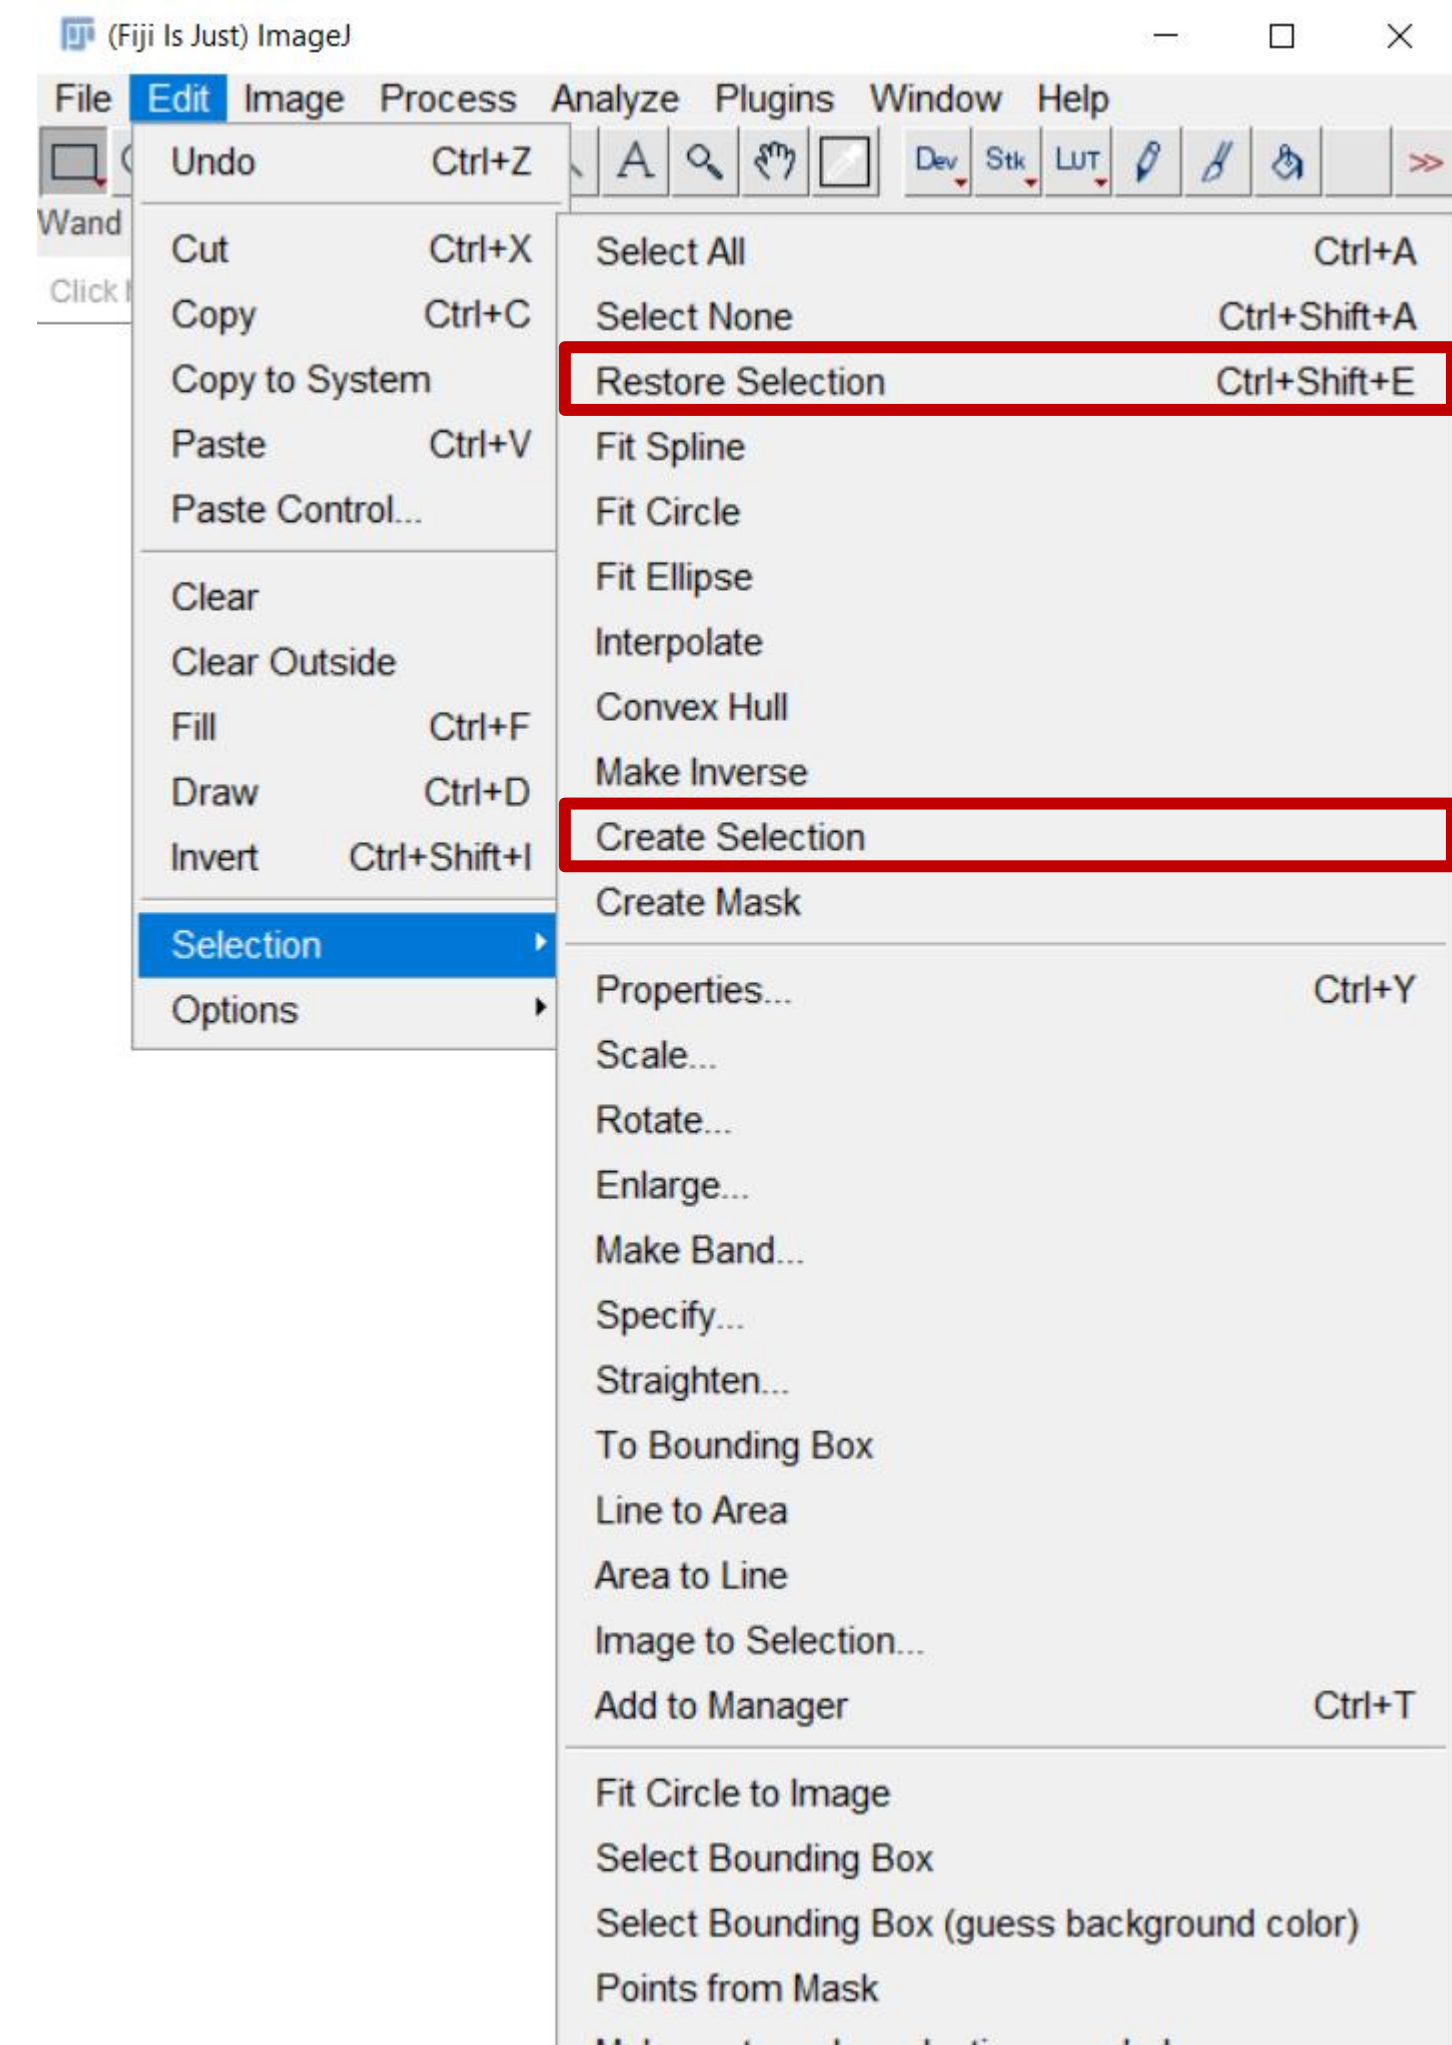 (Fiji Is Just) ImageJ
File Edit Image Process Analyze Plugins Window Help
A Dev Stk LUT >>
Wand
Click
Undo Ctrl+Z
Cut Ctrl+X
Copy Ctrl+C
Copy to System
Paste Ctrl+V
Paste Control...
Clear
Clear Outside
Fill Ctrl+F
Draw Ctrl+D
Invert Ctrl+Shift+I
Selection
Options
Select All Ctrl+A
Select None Ctrl+Shift+A
Restore Selection Ctrl+Shift+E
Fit Spline
Fit Circle
Fit Ellipse
Interpolate
Convex Hull
Make Inverse
Create Selection
Create Mask
Properties... Ctrl+Y
Scale...
Rotate...
Enlarge...
Make Band...
Specify...
Straighten...
To Bounding Box
Line to Area
Area to Line
Image to Selection...
Add to Manager Ctrl+T
Fit Circle to Image
Select Bounding Box
Select Bounding Box (guess background color)
Points from Mask